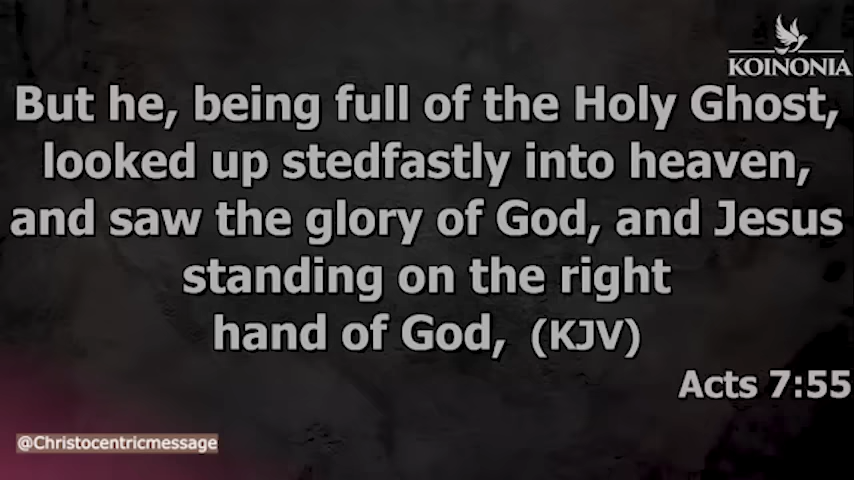 KOINONIA
But he, being full of the Holy Ghost,
looked up stedfastly into heaven,
and saw the glory of God, and Jesus
standing on the right
hand of God, (KJV)
Acts 7:55
@Christocentricmessage